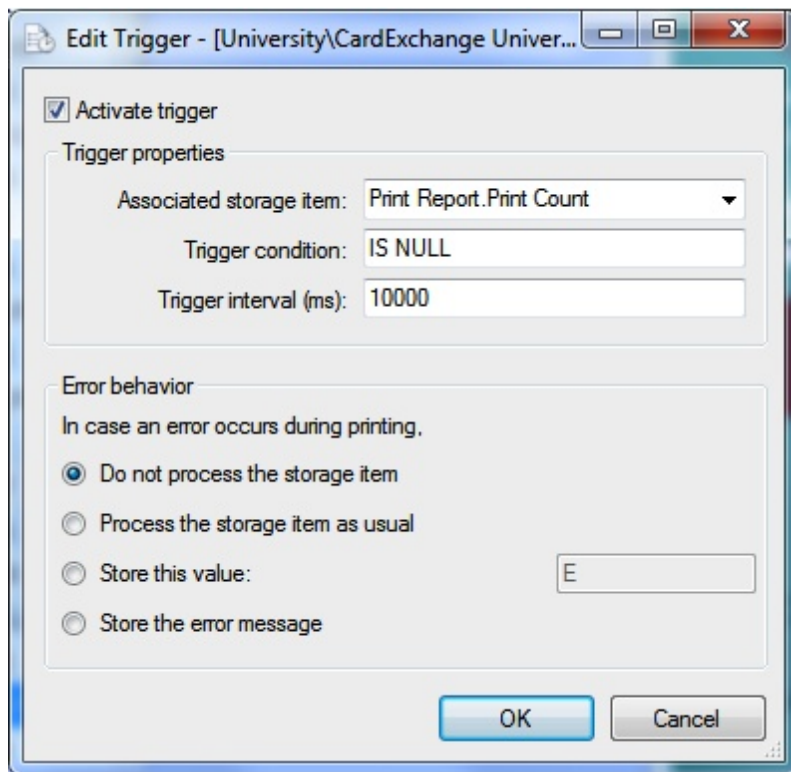 Edit Trigger - [University\CardExchange Univer...
Activate trigger
Trigger properties
Associated storage item: Print Report.Print Count
Trigger condition: IS NULL
Trigger interval (ms): 10000
Error behavior
In case an error occurs during printing,
Do not process the storage item
Process the storage item as usual
Store this value: E
Store the error message
OK Cancel